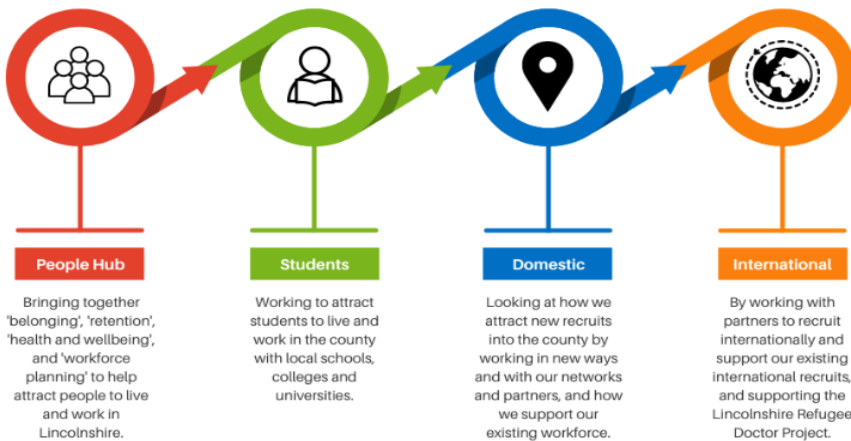 People Hub
Bringing together
'belonging', 'retention',
'health and wellbeing',
and 'workforce
planning' to help
attract people to live
and work in
Lincolnshire.
Students
Working to attract
students to live and
work in the county
with local schools,
colleges and
universities.
Domestic
Looking at how we
attract new recruits
into the county by
working in new ways
and with our networks
and partners, and how
we support our
existing workforce.
International
By working with
partners to recruit
internationally and
support our existing
international recruits,
and supporting the
Lincolnshire Refugee
Doctor Project.